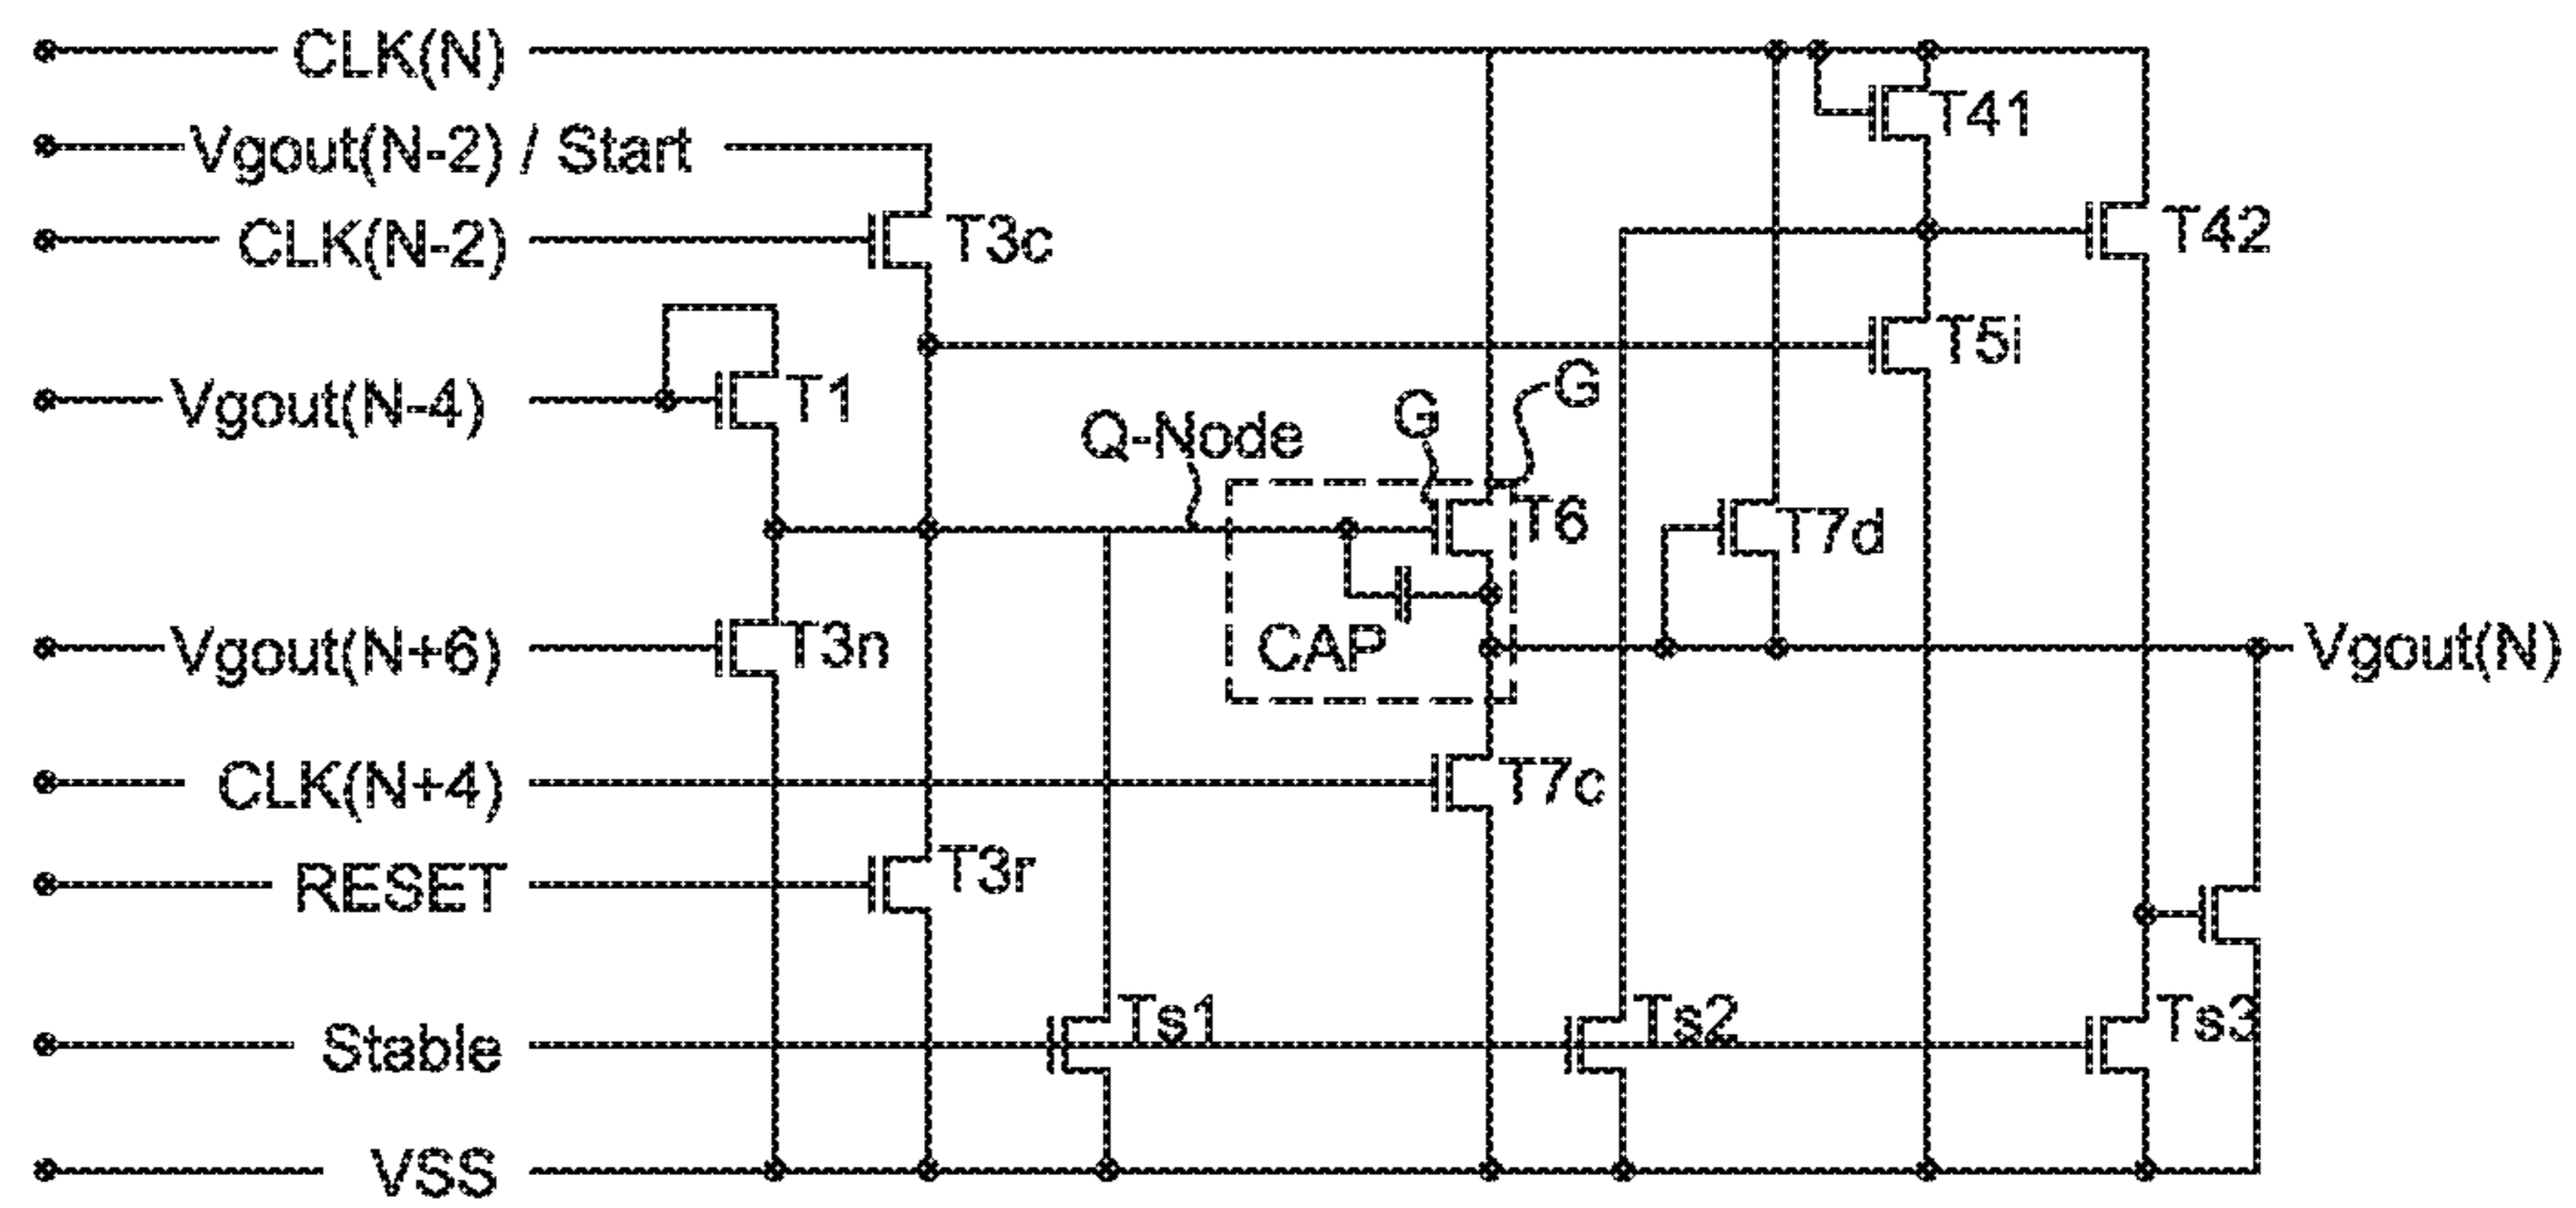 CLK(N)
Vgout(N-2) / Start
T41
CLK(N-2)
T3c
T42
T5i
Vgout(N-4)
T1
G
G
Q-Node
T6
T7d
Vgout(N+6)
T3n
CAP
Vgout(N)
CLK(N+4)
T7c
RESET
T3r
Stable
Ts1
Ts2
Ts3
VSS